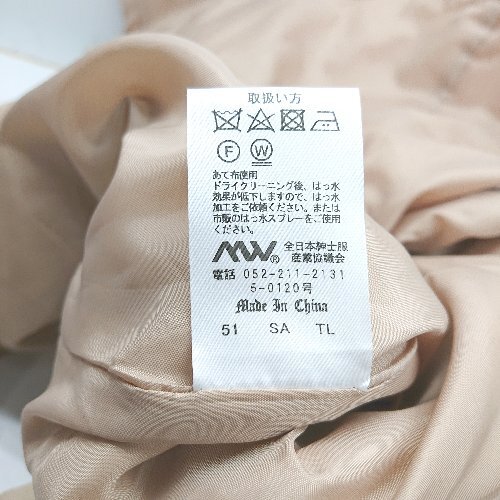 取扱い方
F W
あて布使用
ドライクリーニング後、はっ水
効果が低下しますので、はっ水
加工をご依頼ください。または
市販のはっ水スプレーをご使用
ください。
MW® 全日本紳士服
産業協議会
電話 052-211-2131
5-0120号
Made In China
51 SA TL